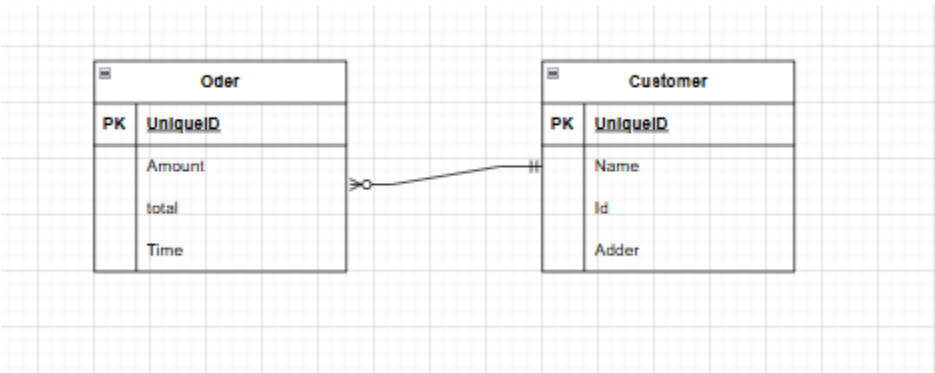 Oder
PK UniqueID
Amount
total
Time
Customer
PK UniqueID
Name
Id
Adder